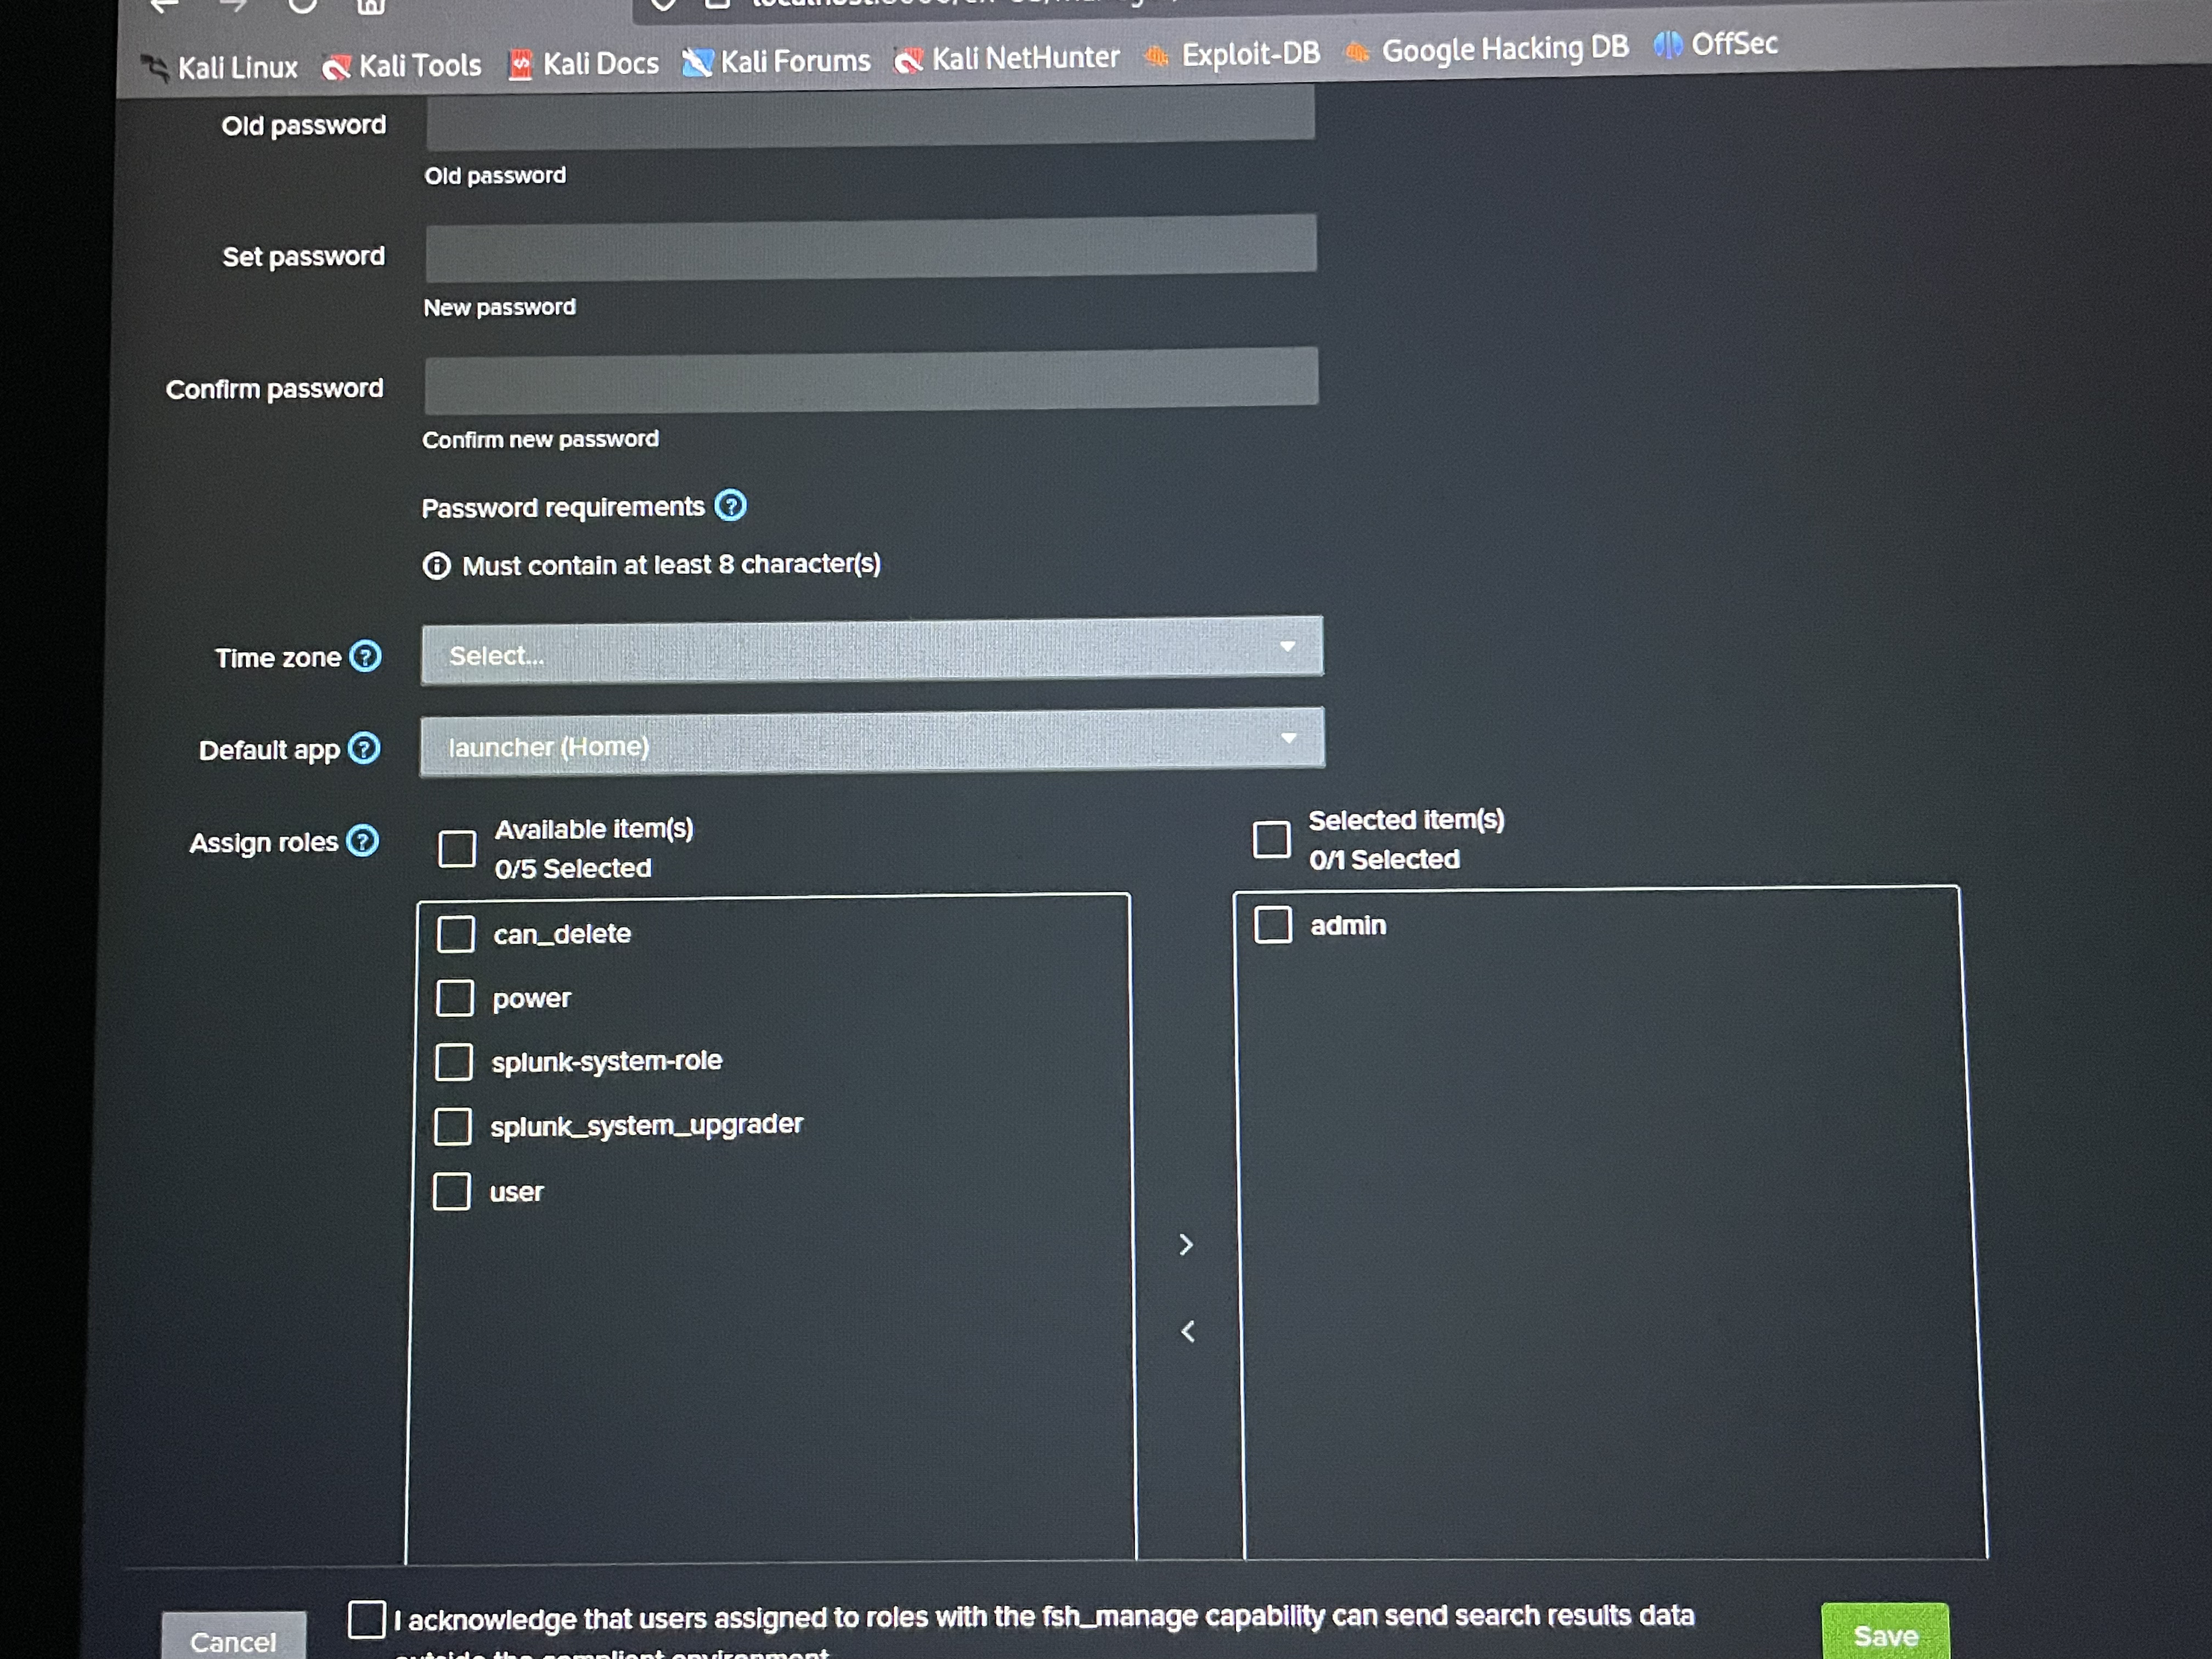 Kali Linux Kali Tools Kali Docs Kali Forums Kali NetHunter Exploit-DB Google Hacking DB OffSec
Old password
Old password
Set password
New password
Confirm password
Confirm new password
Password requirements ?
Must contain at least 8 character(s)
Time zone ? Select...
Default app ? launcher (Home)
Assign roles ? Available item(s) Selected item(s)
0/5 Selected 0/1 Selected
can_delete admin
power
splunk-system-role
splunk_system_upgrader
user
>
<
I acknowledge that users assigned to roles with the fsh_manage capability can send search results data
outside the compliant environment
Cancel Save